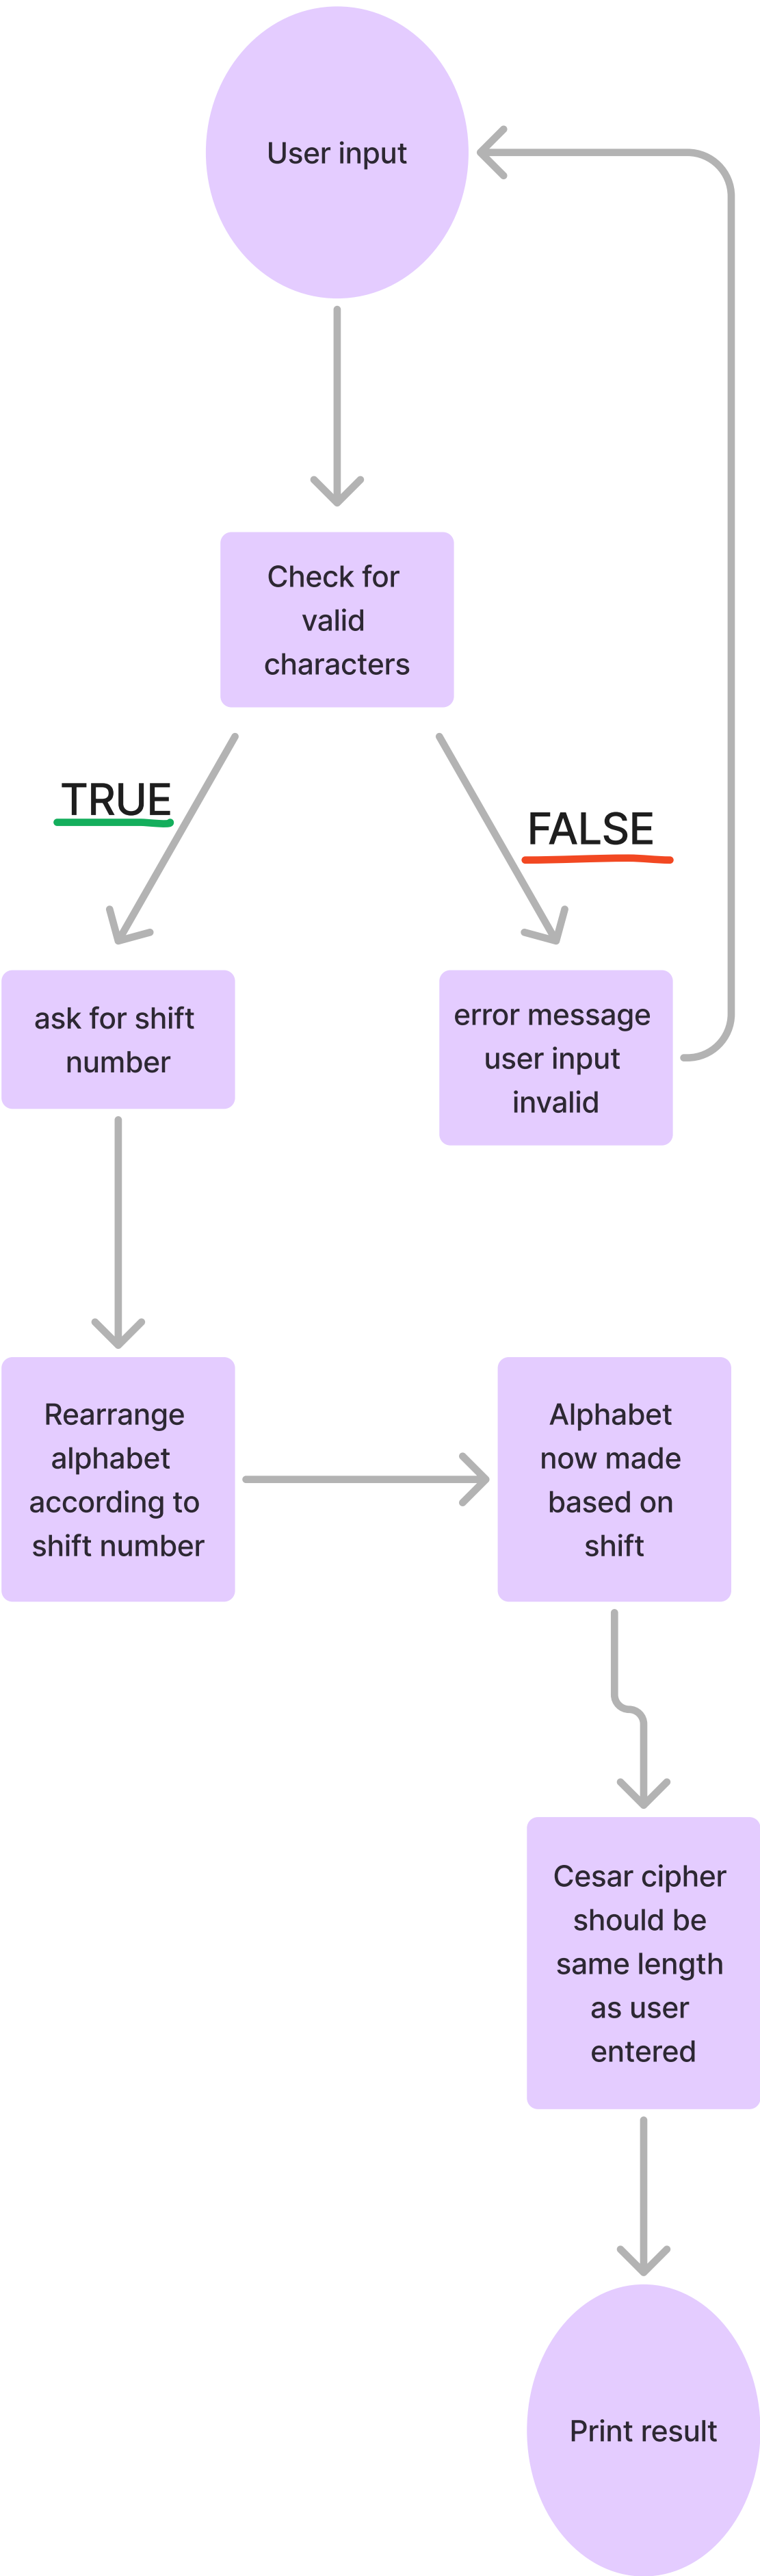 User input
Check for
valid
characters
TRUE
FALSE
ask for shift
number
error message
user input
invalid
Rearrange
alphabet
according to
shift number
Alphabet
now made
based on
shift
Cesar cipher
should be
same length
as user
entered
Print result